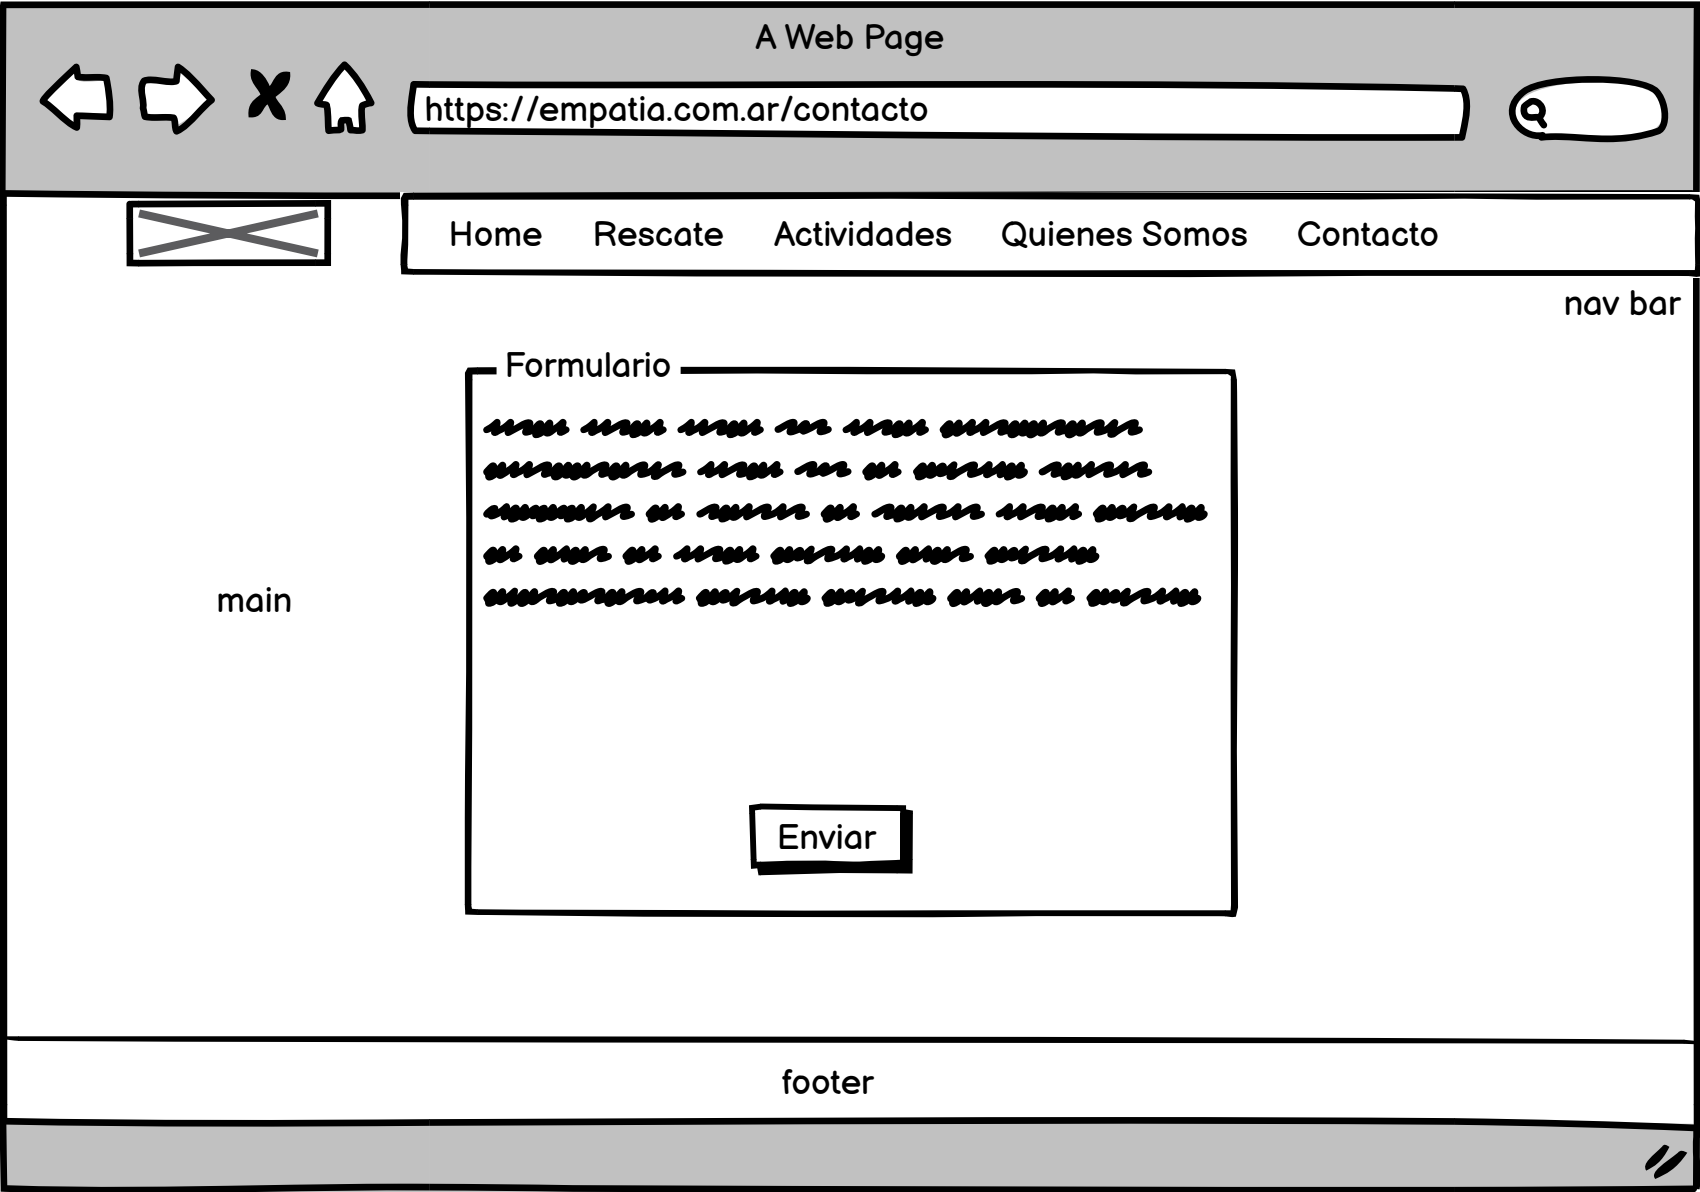 A Web Page
https://empatia.com.ar/contacto
Home Rescate Actividades Quienes Somos Contacto
nav bar
Formulario
main
Enviar
footer